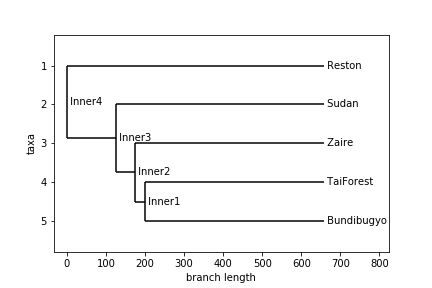 1
Reston
Inner4
2
Sudan
Inner3
3
Zaire
Inner2
4
TaiForest
Inner1
5
Bundibugyo
taxa
0 100 200 300 400 500 600 700 800
branch length